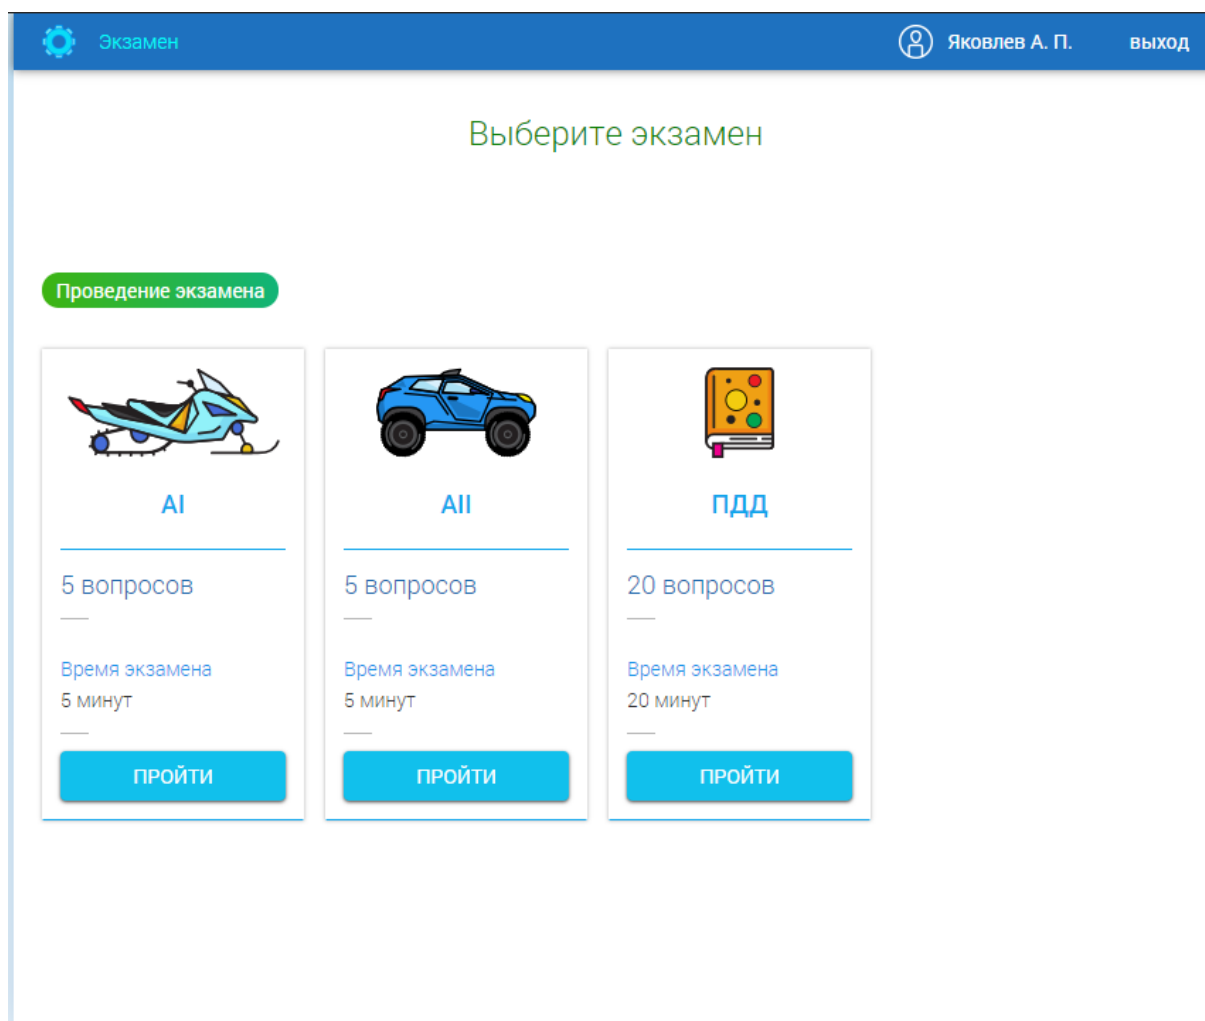 Экзамен
Яковлев А. П.
выход
Выберите экзамен
Проведение экзамена
AI
5 вопросов
Время экзамена
5 минут
ПРОЙТИ
AII
5 вопросов
Время экзамена
5 минут
ПРОЙТИ
ПДД
20 вопросов
Время экзамена
20 минут
ПРОЙТИ